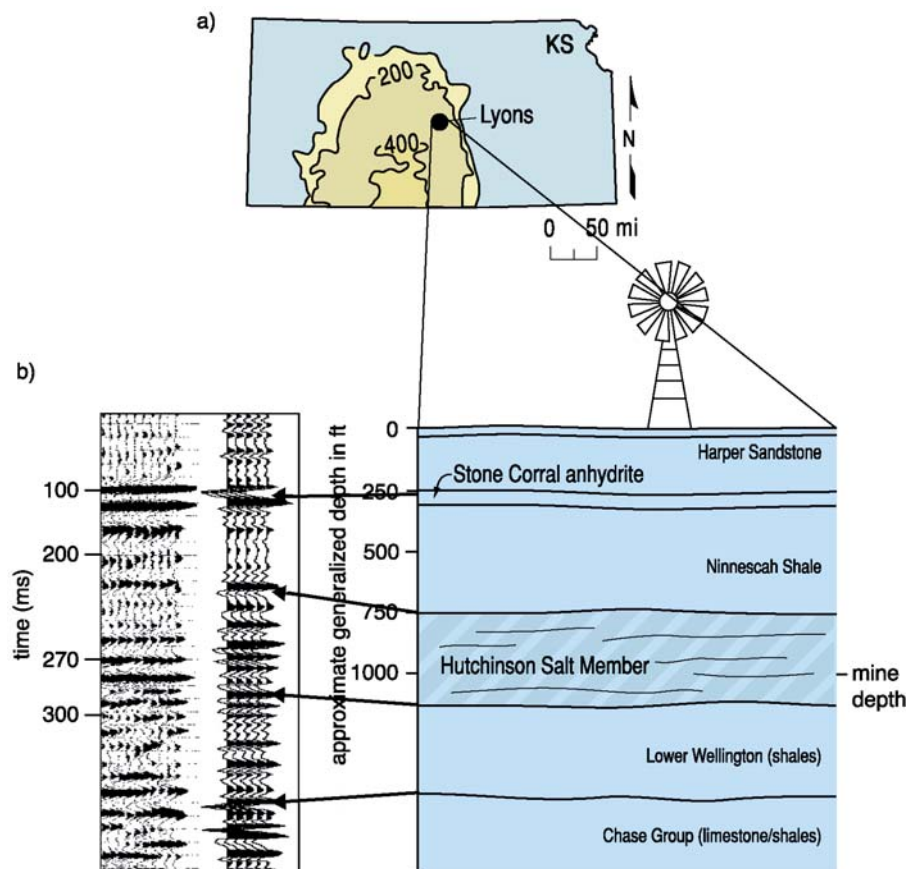 a)
KS
0
200
400
Lyons
N
0 50 mi
b)
time (ms)
100
200
270
300
approximate generalized depth in ft
0
250
500
750
1000
Harper Sandstone
Stone Corral anhydrite
Ninnescah Shale
Hutchinson Salt Member
mine
depth
Lower Wellington (shales)
Chase Group (limestone/shales)